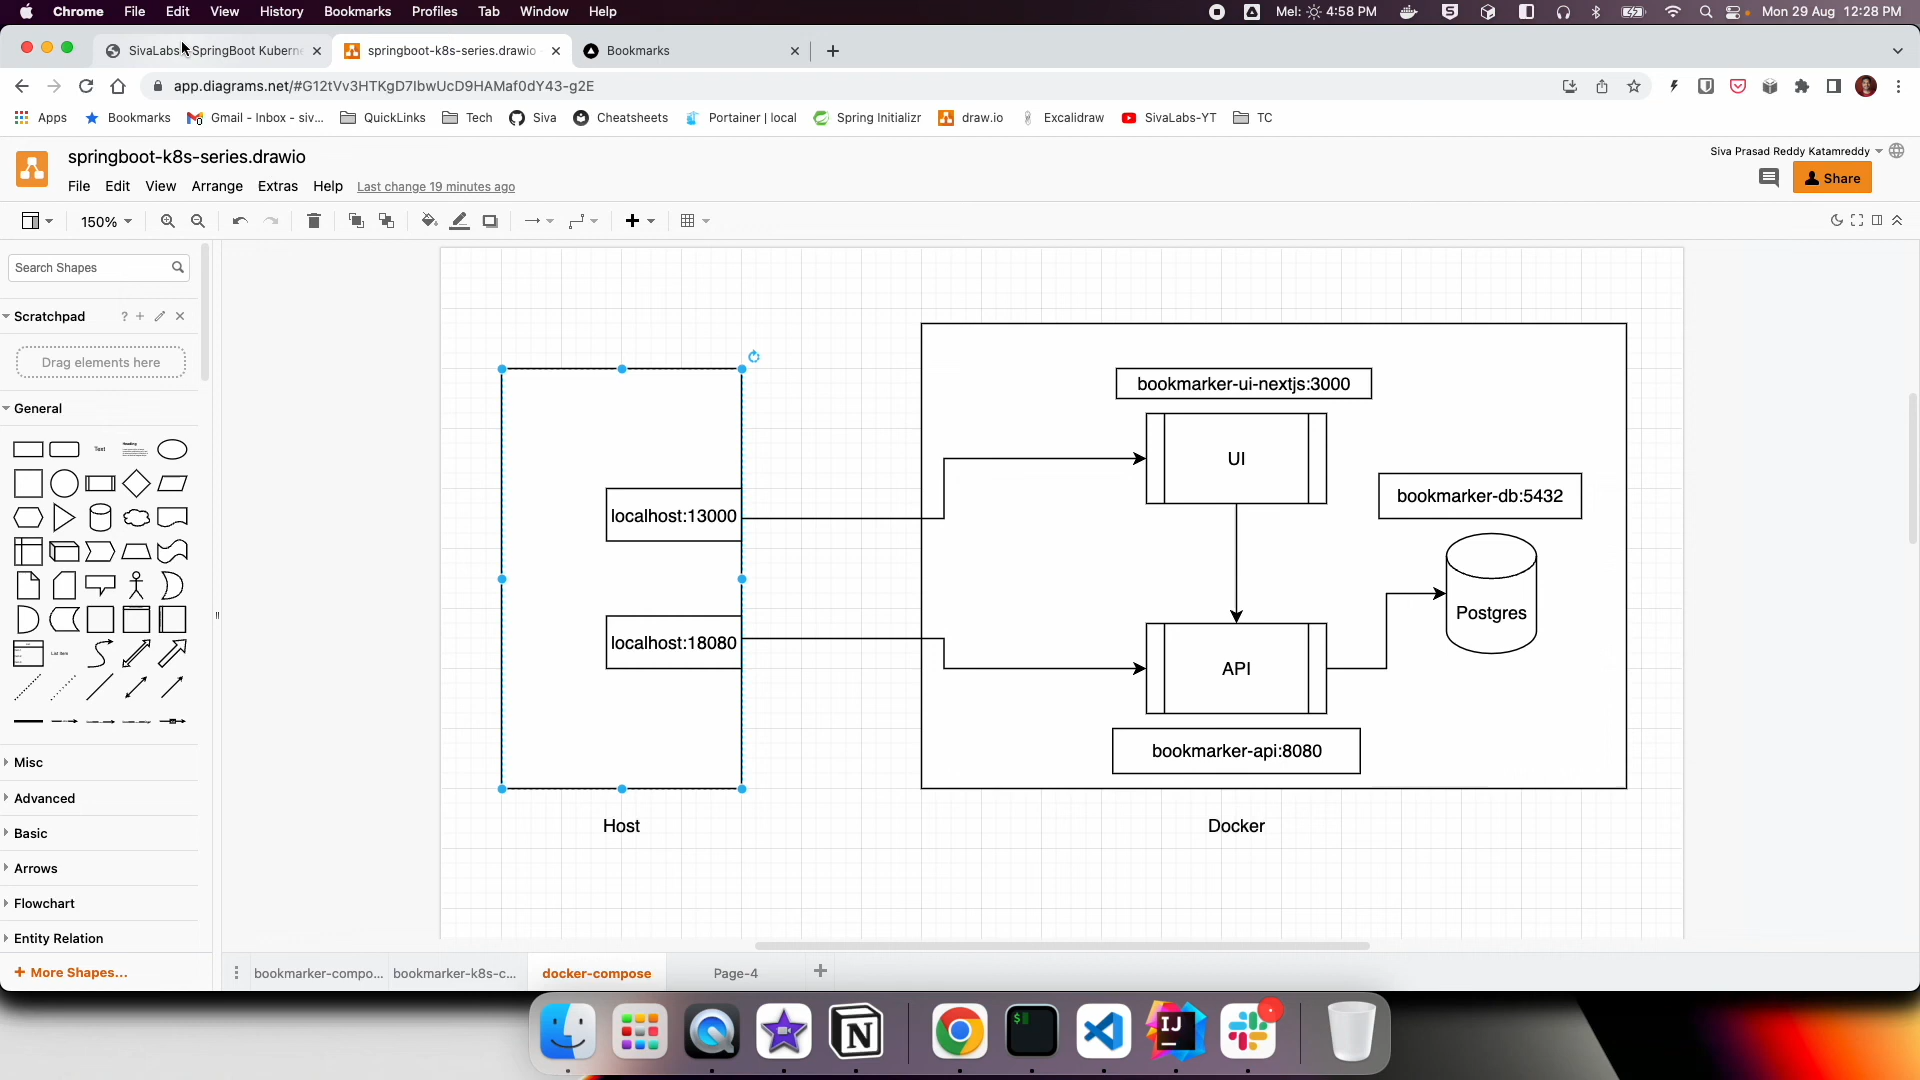 Chrome File Edit View History Bookmarks Profiles Tab Window Help Mel: 4:58 PM Mon 29 Aug 12:28 PM
SivaLabs SpringBoot Kuberne springboot-k8s-series.drawio Bookmarks
app.diagrams.net/#G12tVv3HTKgD7IbwUcD9HAMaf0dY43-g2E
Apps Bookmarks Gmail - Inbox - siv... QuickLinks Tech Siva Cheatsheets Portainer | local Spring Initializr draw.io Excalidraw SivaLabs-YT TC
springboot-k8s-series.drawio
Siva Prasad Reddy Katamreddy
File Edit View Arrange Extras Help Last change 19 minutes ago
Share
150%
Search Shapes
Scratchpad
?
Drag elements here
General
Text
Heading
List Item
Misc
Advanced
Basic
Arrows
Flowchart
Entity Relation
+ More Shapes...
bookmarker-ui-nextjs:3000
UI
bookmarker-db:5432
localhost:13000
Postgres
localhost:18080
API
bookmarker-api:8080
Host
Docker
bookmarker-compo... bookmarker-k8s-c... docker-compose Page-4
$
N
IJ